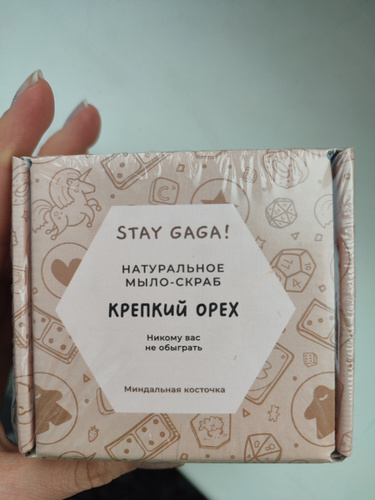 STAY GAGA!
НАТУРАЛЬНОЕ
МЫЛО-СКРАБ
КРЕПКИЙ ОРЕХ
Никому вас
не обыграть
Миндальная косточка